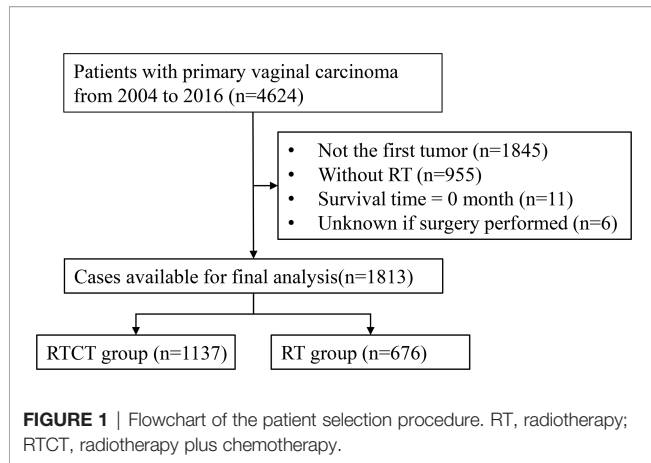 Patients with primary vaginal carcinoma
from 2004 to 2016 (n=4624)
• Not the first tumor (n=1845)
• Without RT (n=955)
• Survival time = 0 month (n=11)
• Unknown if surgery performed (n=6)
Cases available for final analysis(n=1813)
RTCT group (n=1137)
RT group (n=676)
FIGURE 1 | Flowchart of the patient selection procedure. RT, radiotherapy;
RTCT, radiotherapy plus chemotherapy.